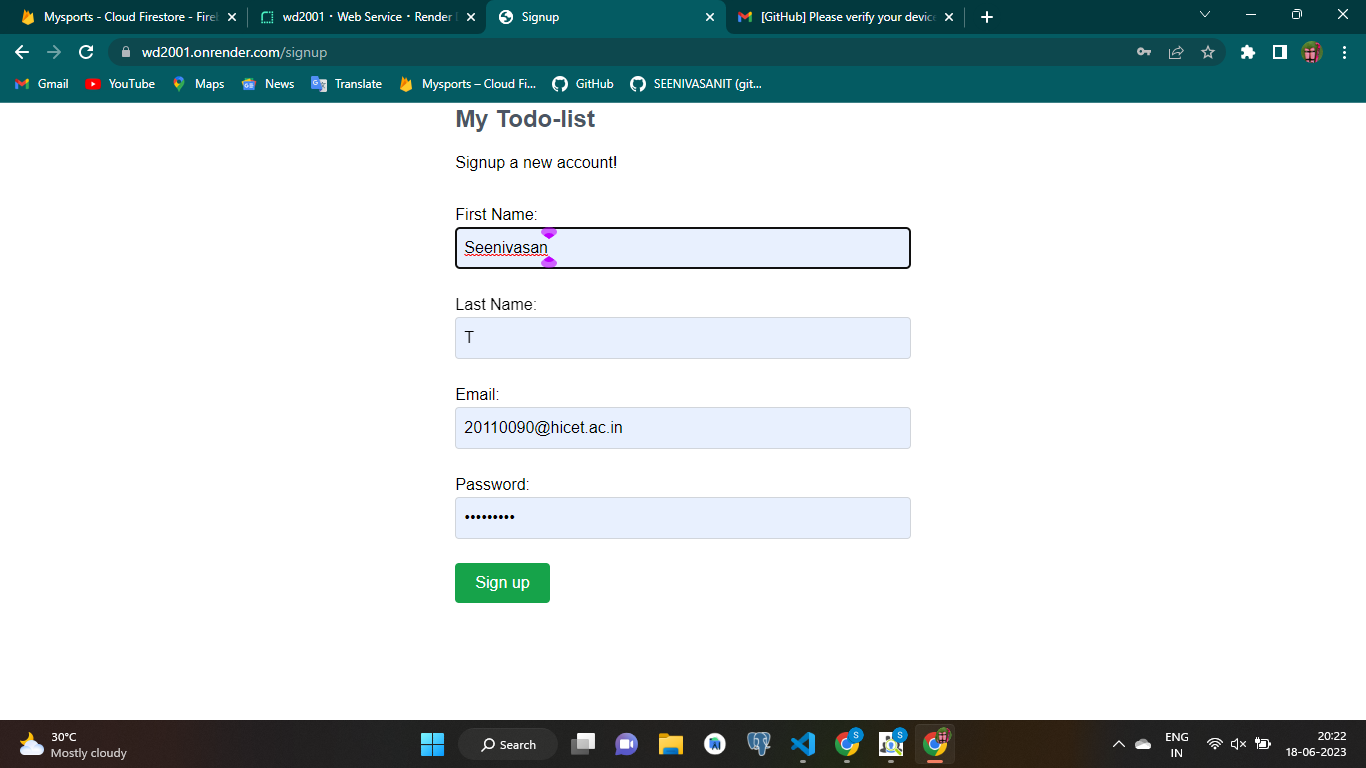 Mysports - Cloud Firestore - Fire
wd2001 · Web Service · Render
Signup
[GitHub] Please verify your device
wd2001.onrender.com/signup
Gmail
YouTube
Maps
News
Translate
Mysports – Cloud Fi...
GitHub
SEENIVASANIT (git...
My Todo-list
Signup a new account!
First Name:
Seenivasan
Last Name:
T
Email:
20110090@hicet.ac.in
Password:
•••••••••
Sign up
30°C
Mostly cloudy
Search
S
S
ENG
IN
20:22
18-06-2023